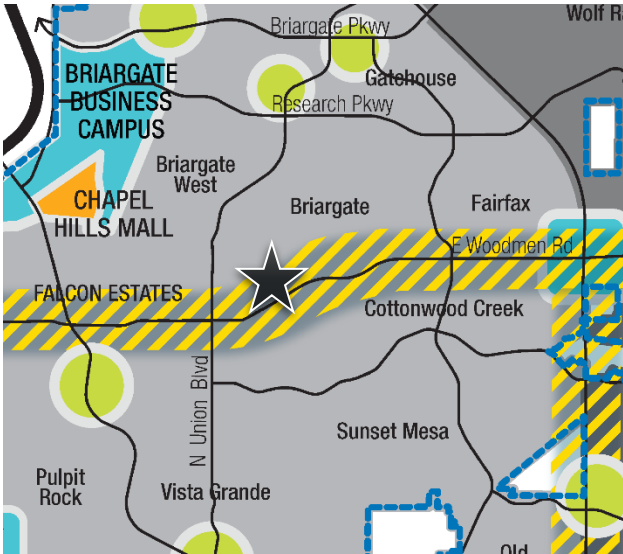 Wolf R
Briargate Pkwy
BRIARGATE
BUSINESS
CAMPUS
Gatehouse
Research Pkwy
Briargate
West
CHAPEL
HILLS MALL
Briargate
Fairfax
E Woodmen Rd
FALCON ESTATES
Cottonwood Creek
N Union Blvd
Sunset Mesa
Pulpit
Rock
Vista Grande
Old